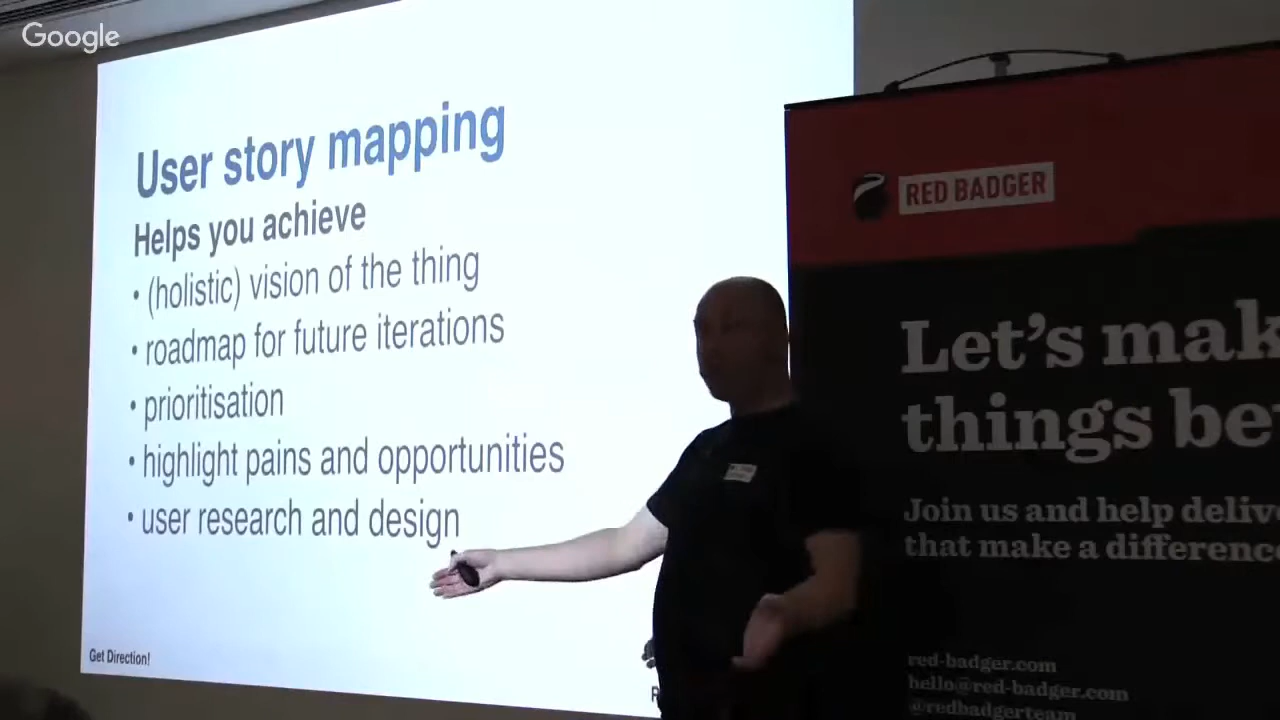 Google
User story mapping
Helps you achieve
• (holistic) vision of the thing
• roadmap for future iterations
• prioritisation
• highlight pains and opportunities
• user research and design
Get Direction!
R
RED BADGER
Let's mak
things be
Join us and help delive
that make a difference
red-badger.com
hello@red-badger.com
@redbadgerteam